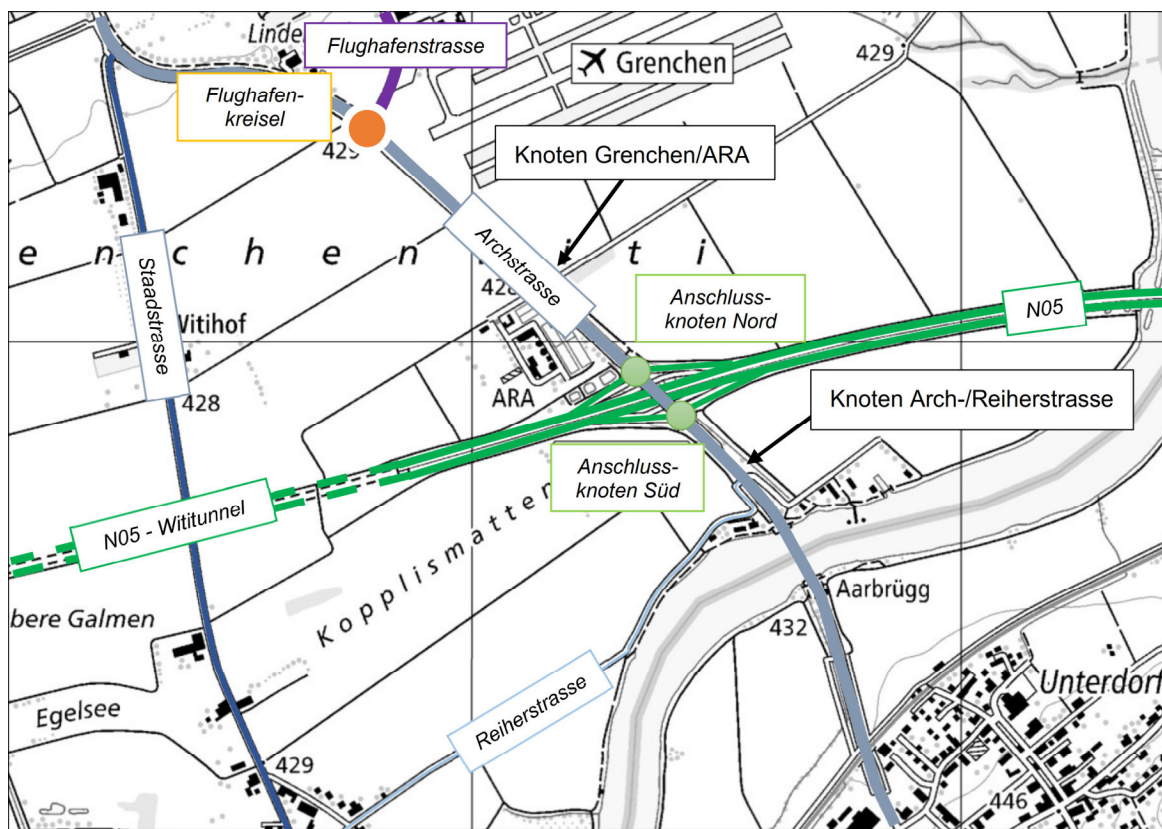 Linde
Flughafenstrasse
Grenchen
429
Flughafen-
kreisel
429
Knoten Grenchen/ARA
Archstrasse
e n c h e n i t i
428
Staadstrasse
Anschluss-
knoten Nord
N05
Witihof
ARA
428
Knoten Arch-/Reiherstrasse
Anschluss-
knoten Süd
N05 - Wititunnel
Kopplismatten
Aarbrügg
bere Galmen
432
Unterdorf
Reiherstrasse
Egelsee
429
446